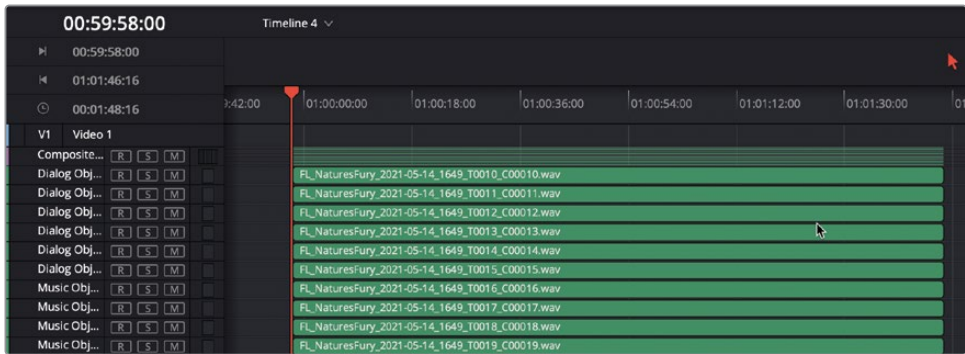 00:59:58:00 Timeline 4
00:59:58:00
01:01:46:16
00:01:48:16
9:42:00 01:00:00:00 01:00:18:00 01:00:36:00 01:00:54:00 01:01:12:00 01:01:30:00 01
V1 Video 1
Composite... R S M
Dialog Obj... R S M FL_NaturesFury_2021-05-14_1649_T0010_C00010.wav
Dialog Obj... R S M FL_NaturesFury_2021-05-14_1649_T0011_C00011.wav
Dialog Obj... R S M FL_NaturesFury_2021-05-14_1649_T0012_C00012.wav
Dialog Obj... R S M FL_NaturesFury_2021-05-14_1649_T0013_C00013.wav
Dialog Obj... R S M FL_NaturesFury_2021-05-14_1649_T0014_C00014.wav
Dialog Obj... R S M FL_NaturesFury_2021-05-14_1649_T0015_C00015.wav
Music Obj... R S M FL_NaturesFury_2021-05-14_1649_T0016_C00016.wav
Music Obj... R S M FL_NaturesFury_2021-05-14_1649_T0017_C00017.wav
Music Obj... R S M FL_NaturesFury_2021-05-14_1649_T0018_C00018.wav
Music Obj... R S M FL_NaturesFury_2021-05-14_1649_T0019_C00019.wav